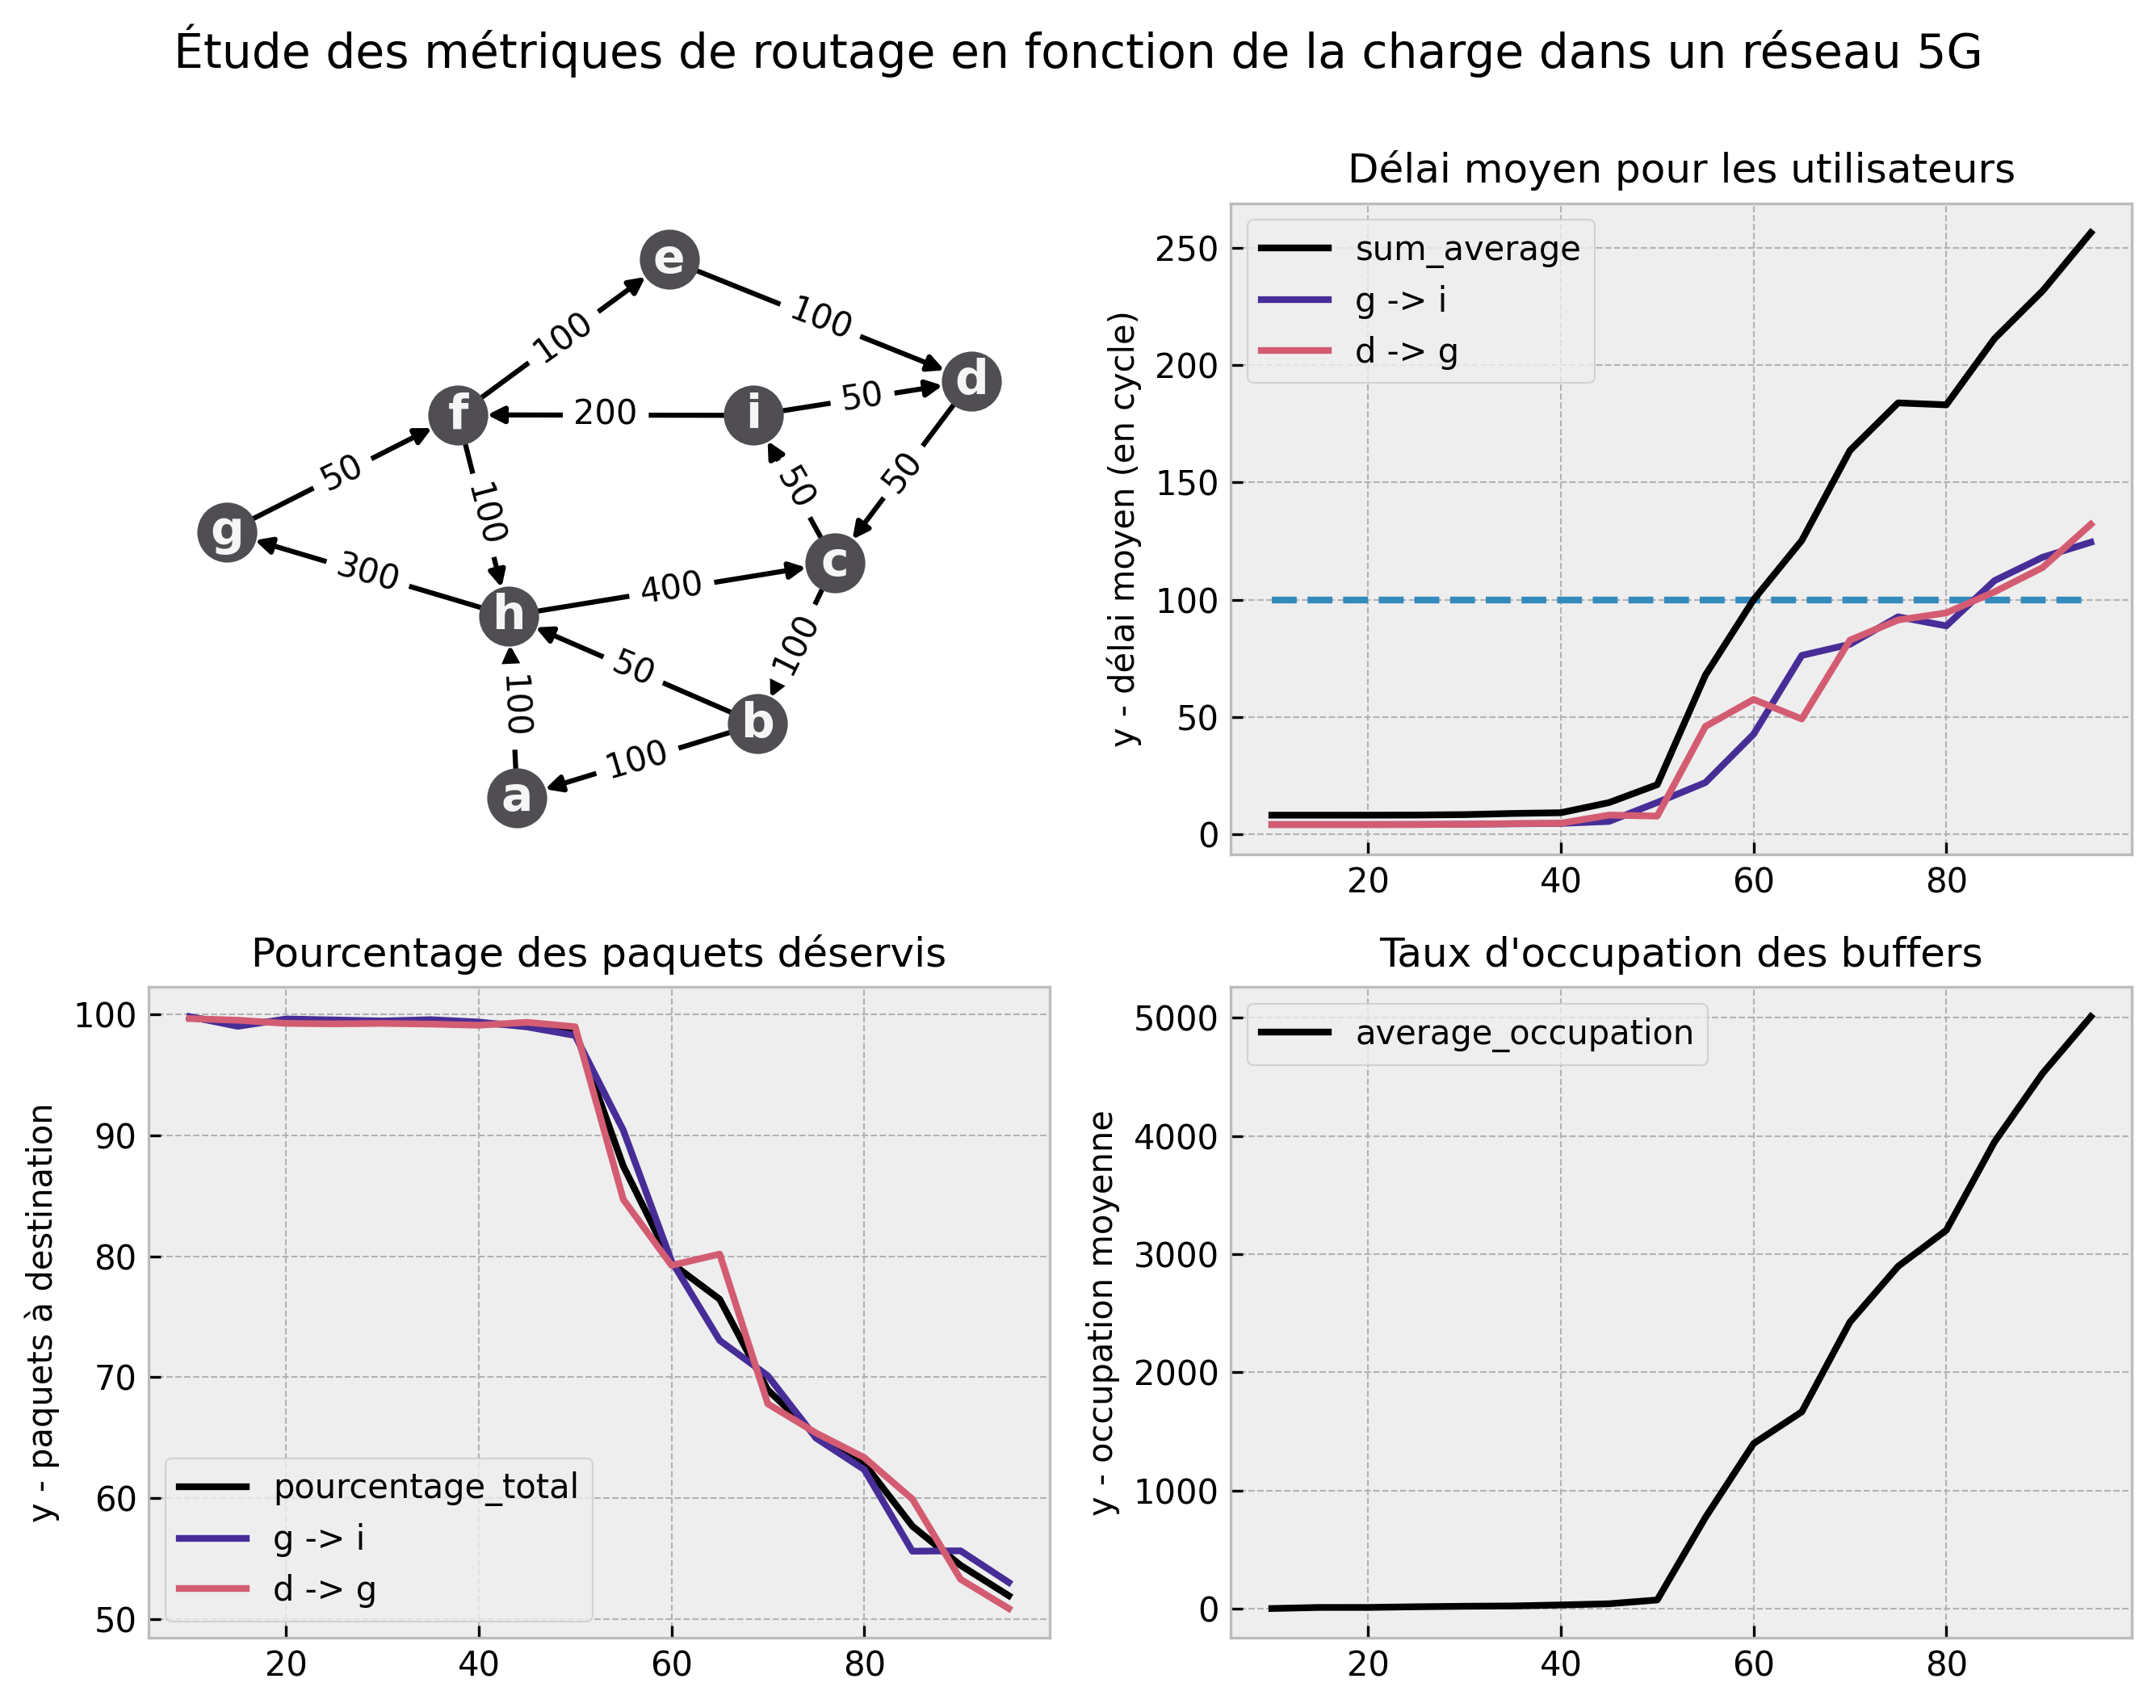 Étude des métriques de routage en fonction de la charge dans un réseau 5G
e
100
100
d
f
200
i
50
50
100
50
50
g
300
h
400
c
50
100
100
b
100
a
Délai moyen pour les utilisateurs
y - délai moyen (en cycle)
250
200
150
100
50
0
sum_average
g -> i
d -> g
20 40 60 80
Pourcentage des paquets déservis
y - paquets à destination
100
90
80
70
60
50
pourcentage_total
g -> i
d -> g
20 40 60 80
Taux d'occupation des buffers
y - occupation moyenne
5000
4000
3000
2000
1000
0
average_occupation
20 40 60 80